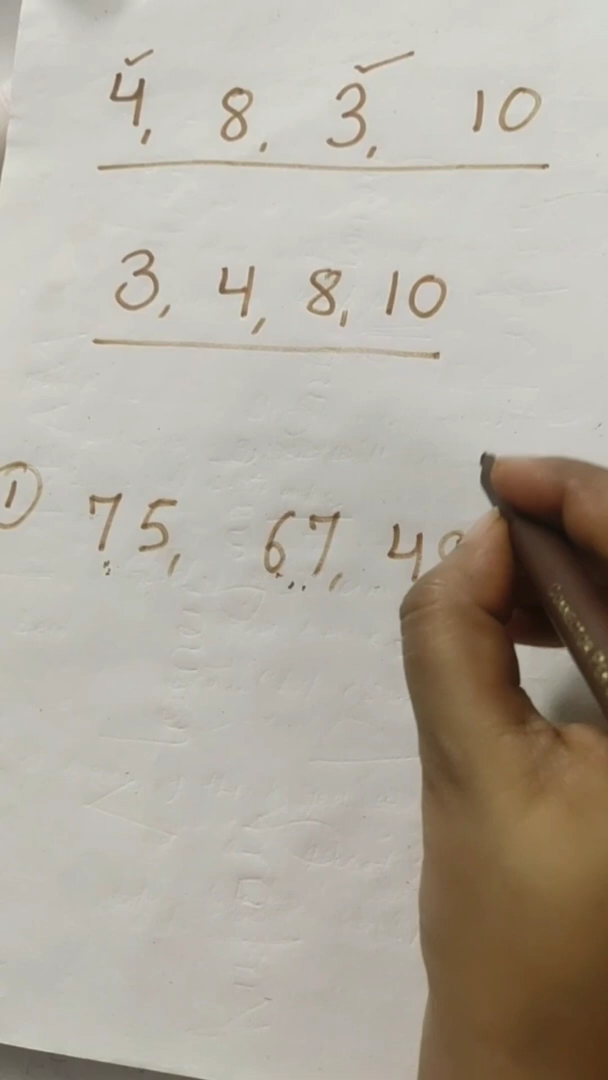 4, 8, 3, 10
3, 4, 8, 10
① 75, 67, 4